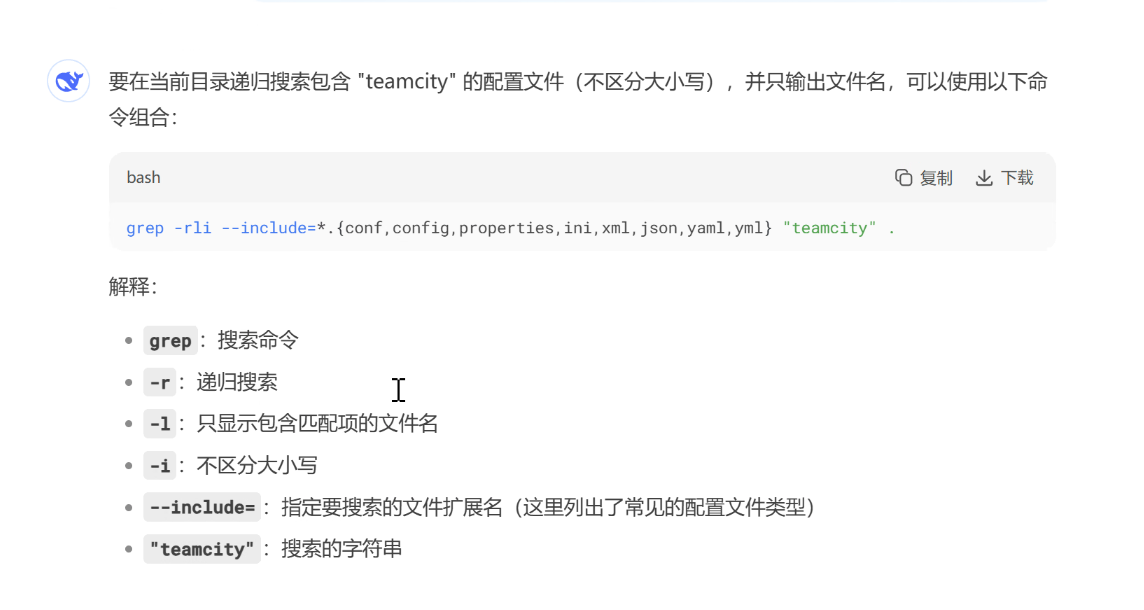 要在当前目录递归搜索包含 "teamcity" 的配置文件（不区分大小写），并只输出文件名，可以使用以下命
令组合：
bash 复制 下载
grep -rli --include=*.{conf,config,properties,ini,xml,json,yaml,yml} "teamcity" .
解释：
grep：搜索命令
-r：递归搜索
-l：只显示包含匹配项的文件名
-i：不区分大小写
--include=：指定要搜索的文件扩展名（这里列出了常见的配置文件类型）
"teamcity"：搜索的字符串